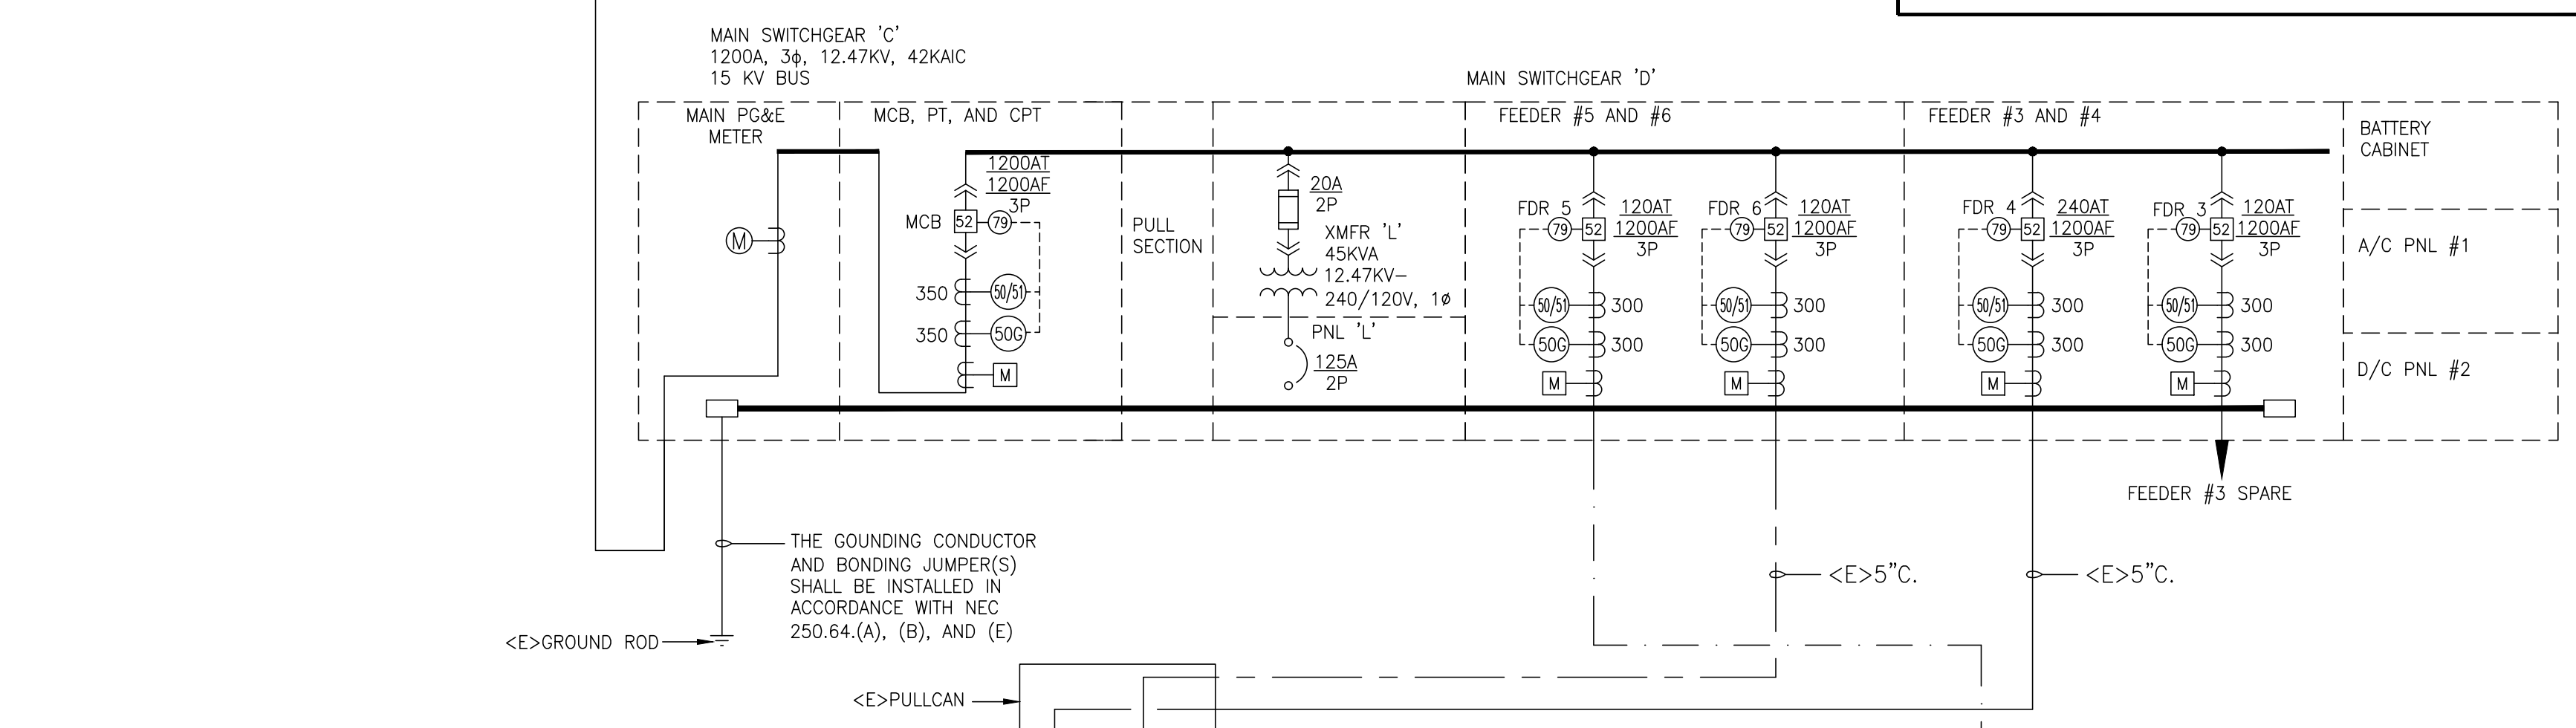 MAIN SWITCHGEAR 'C'
1200A, 3ϕ, 12.47KV, 42KAIC
15 KV BUS
MAIN SWITCHGEAR 'D'
MAIN PG&E
METER
MCB, PT, AND CPT
FEEDER #5 AND #6
FEEDER #3 AND #4
BATTERY
CABINET
M
1200AT
1200AF
3P
MCB
52
79
350
50/51
350
50G
M
PULL
SECTION
20A
2P
XMFR 'L'
45KVA
12.47KV-
240/120V, 1ø
PNL 'L'
125A
2P
FDR 5
79
52
120AT
1200AF
3P
50/51
300
50G
300
M
FDR 6
79
52
120AT
1200AF
3P
50/51
300
50G
300
M
FDR 4
79
52
240AT
1200AF
3P
50/51
300
50G
300
M
FDR 3
79
52
120AT
1200AF
3P
50/51
300
50G
300
M
A/C PNL #1
D/C PNL #2
FEEDER #3 SPARE
THE GOUNDING CONDUCTOR
AND BONDING JUMPER(S)
SHALL BE INSTALLED IN
ACCORDANCE WITH NEC
250.64.(A), (B), AND (E)
<E>5"C.
<E>5"C.
<E>GROUND ROD
<E>PULLCAN